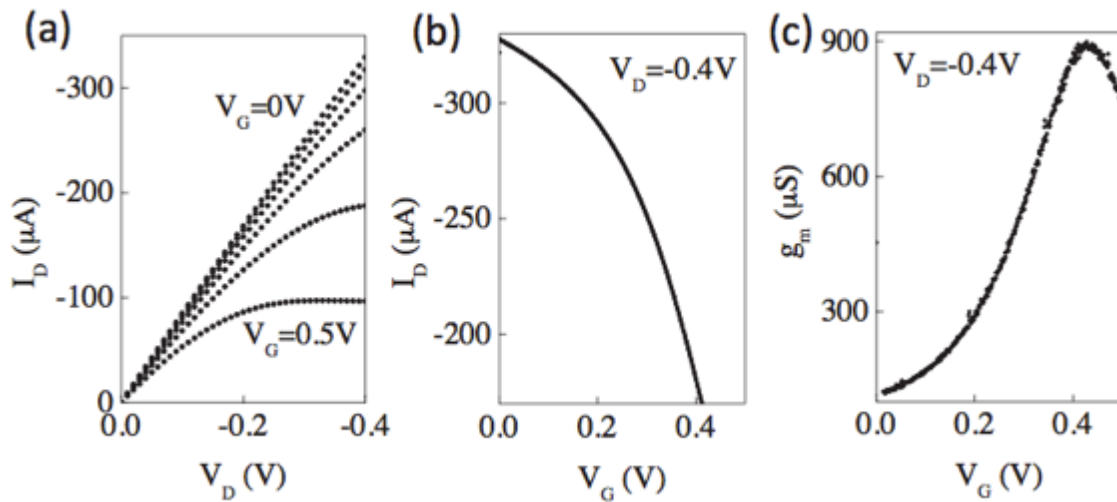 (a)
-300
-200
-100
0
I_D (µA)
V_G=0V
V_G=0.5V
0.0
-0.2
-0.4
V_D (V)
(b)
V_D=-0.4V
-300
-250
-200
I_D (µA)
0.0
0.2
0.4
V_G (V)
(c)
900
V_D=-0.4V
600
300
g_m (µS)
0.0
0.2
0.4
V_G (V)